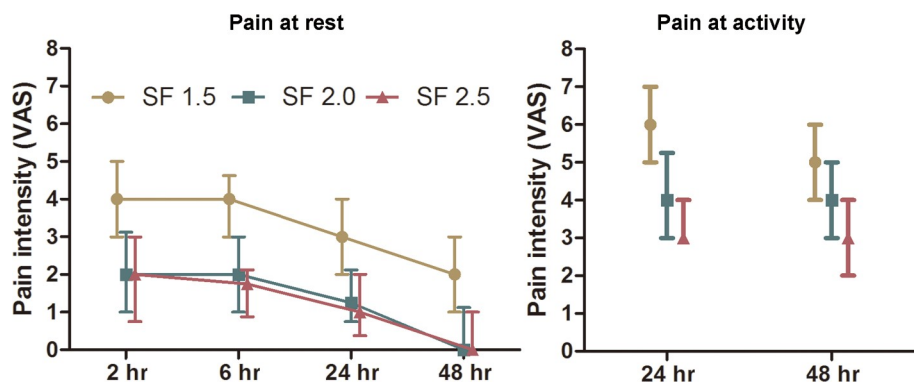 Pain at rest
Pain intensity (VAS)
8
7
6
5
4
3
2
1
0
SF 1.5 SF 2.0 SF 2.5
2 hr 6 hr 24 hr 48 hr
Pain at activity
Pain intensity (VAS)
8
7
6
5
4
3
2
1
0
24 hr 48 hr